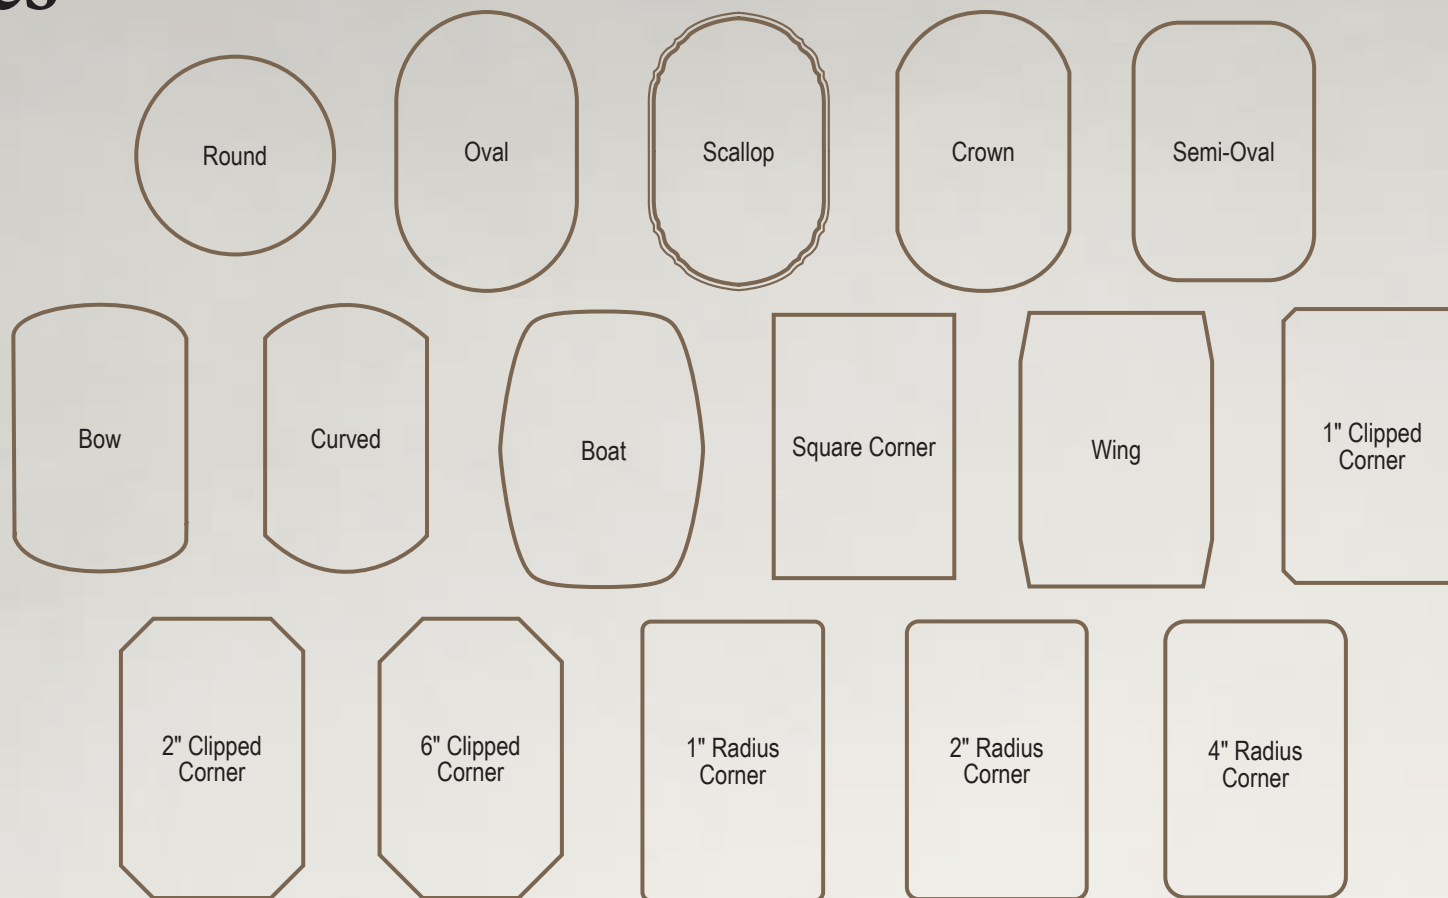 Round
Oval
Scallop
Crown
Semi-Oval
Bow
Curved
Boat
Square Corner
Wing
1" Clipped
Corner
2" Clipped
Corner
6" Clipped
Corner
1" Radius
Corner
2" Radius
Corner
4" Radius
Corner